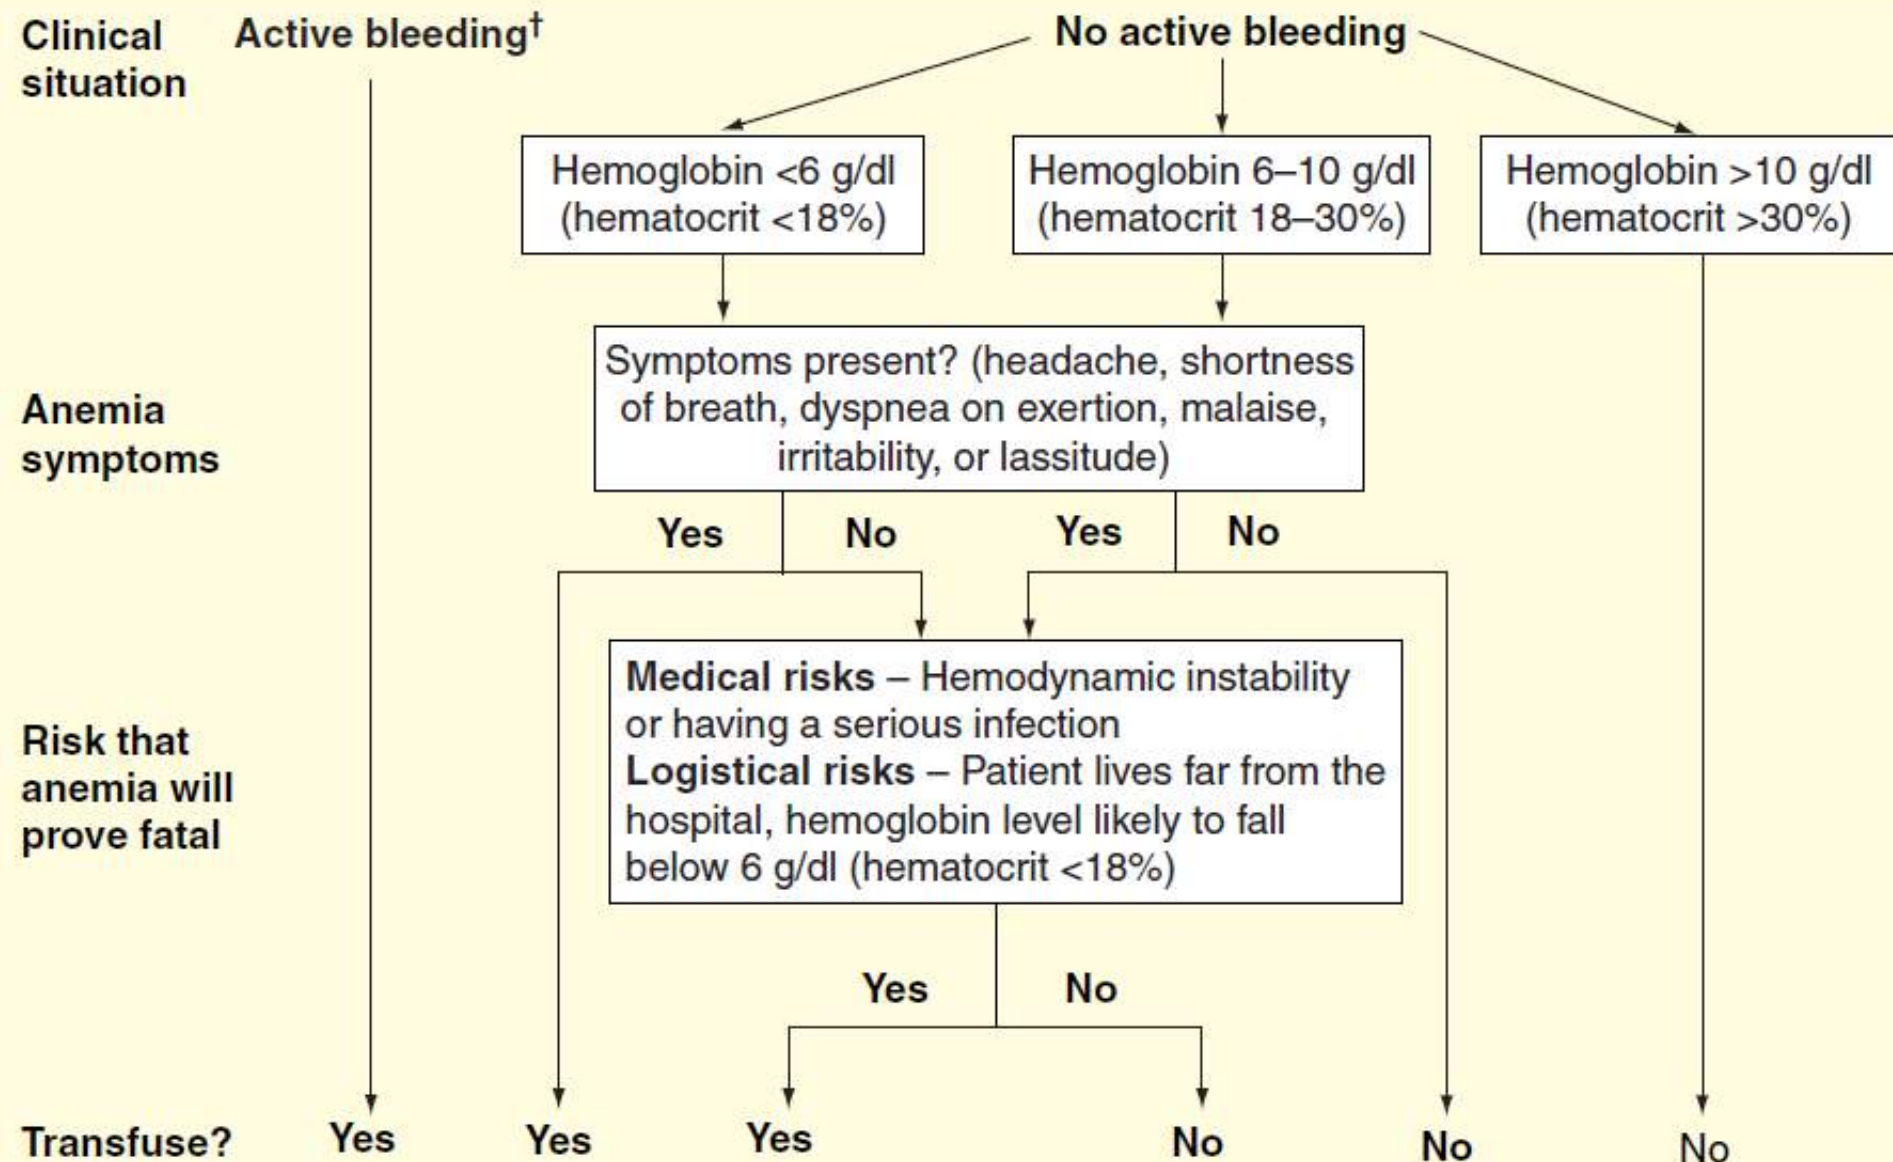 Clinical
situation
Active bleeding†
No active bleeding
Hemoglobin <6 g/dl
(hematocrit <18%)
Hemoglobin 6–10 g/dl
(hematocrit 18–30%)
Hemoglobin >10 g/dl
(hematocrit >30%)
Anemia
symptoms
Symptoms present? (headache, shortness
of breath, dyspnea on exertion, malaise,
irritability, or lassitude)
Yes
No
Yes
No
Risk that
anemia will
prove fatal
Medical risks – Hemodynamic instability
or having a serious infection
Logistical risks – Patient lives far from the
hospital, hemoglobin level likely to fall
below 6 g/dl (hematocrit <18%)
Yes
No
Transfuse?
Yes
Yes
Yes
No
No
No